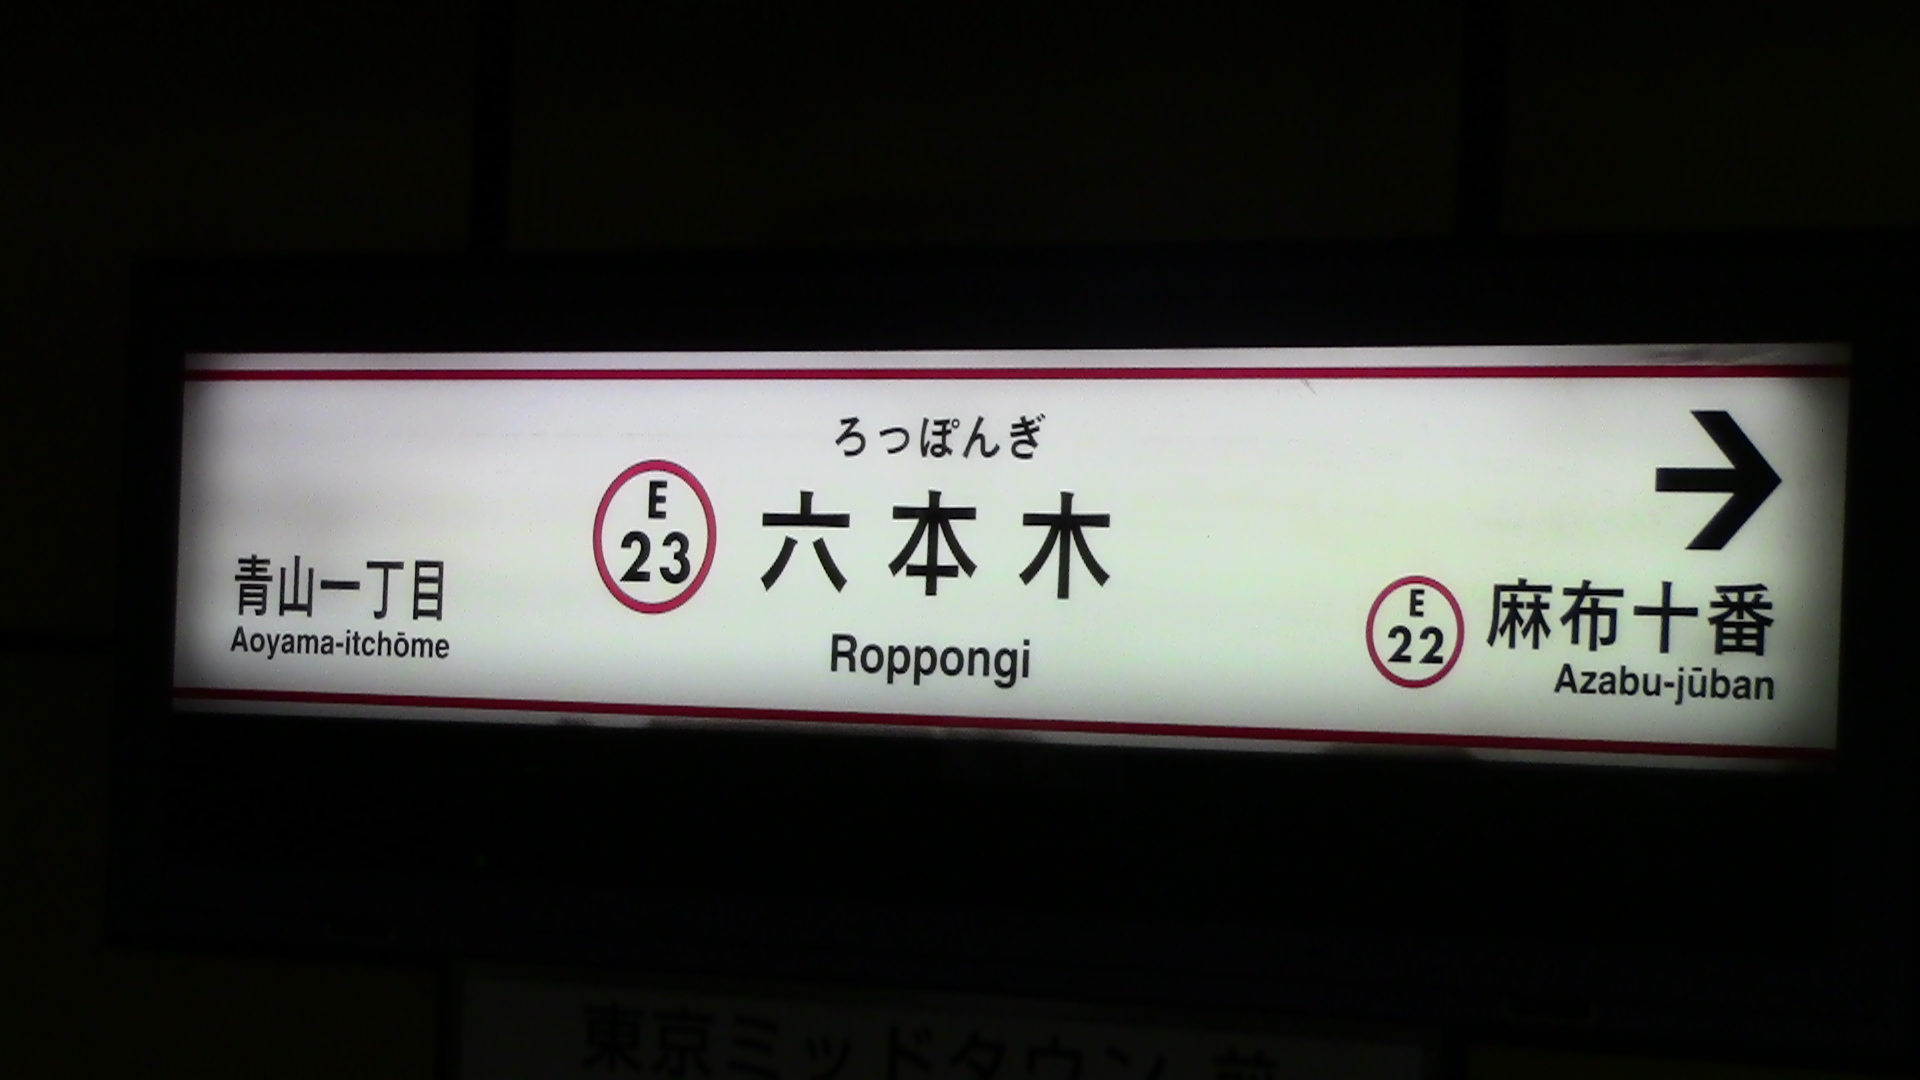 ろっぽんぎ
E
23
六本木
Roppongi
青山一丁目
Aoyama-itchōme
E
22
麻布十番
Azabu-jūban
東京ミッドタウン前